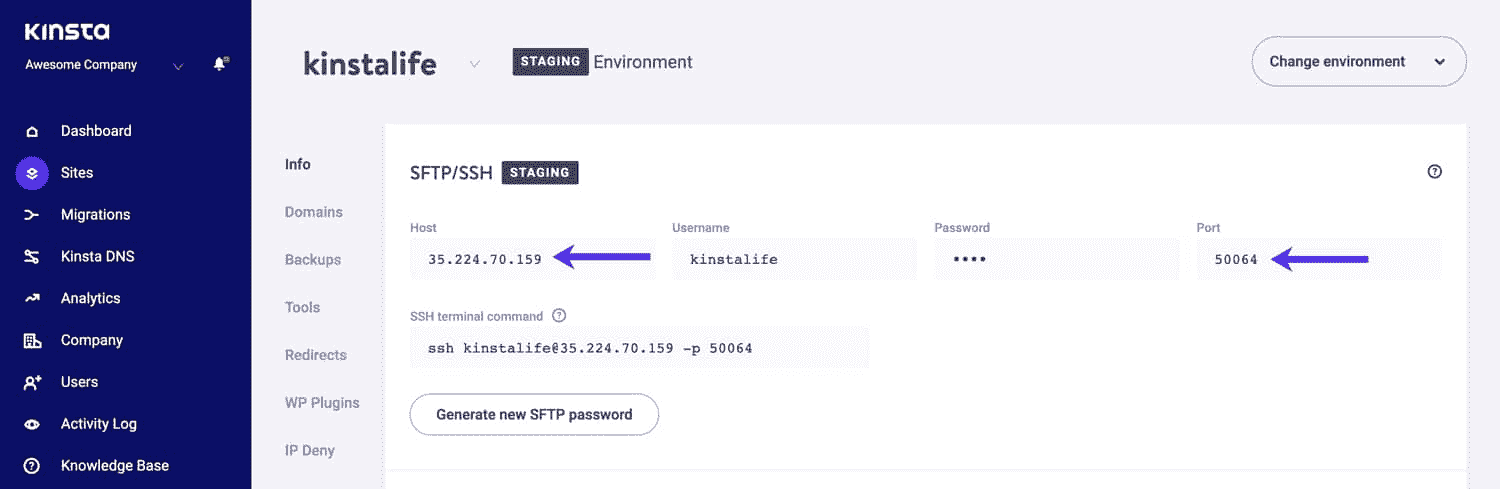 KINSTA
Awesome Company
Dashboard
Sites
Migrations
Kinsta DNS
Analytics
Company
Users
Activity Log
Knowledge Base
kinstalife
STAGING Environment
Change environment
Info
Domains
Backups
Tools
Redirects
WP Plugins
IP Deny
SFTP/SSH STAGING
Host Username Password Port
35.224.70.159 kinstalife •••• 50064
SSH terminal command
ssh kinstalife@35.224.70.159 -p 50064
Generate new SFTP password